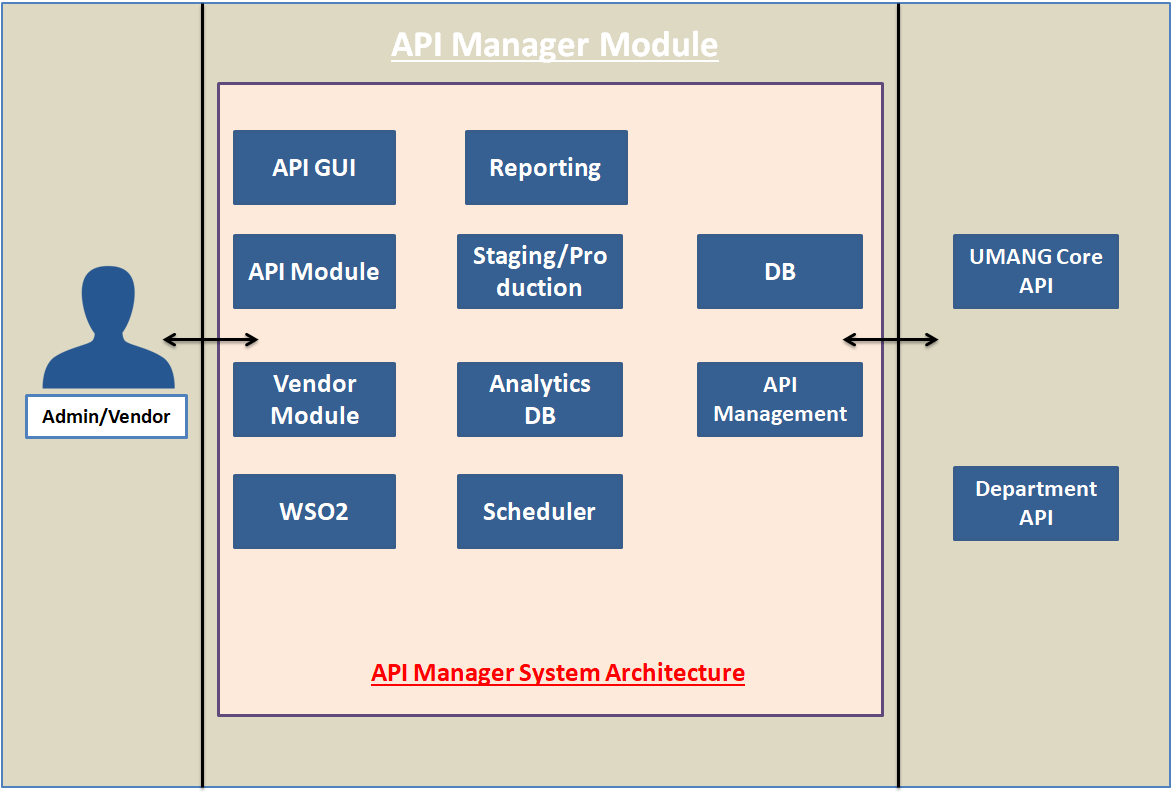 API Manager Module
API GUI
Reporting
API Module
Staging/Pro
duction
DB
UMANG Core
API
Admin/Vendor
Vendor
Module
Analytics
DB
API
Management
WSO2
Scheduler
Department
API
API Manager System Architecture